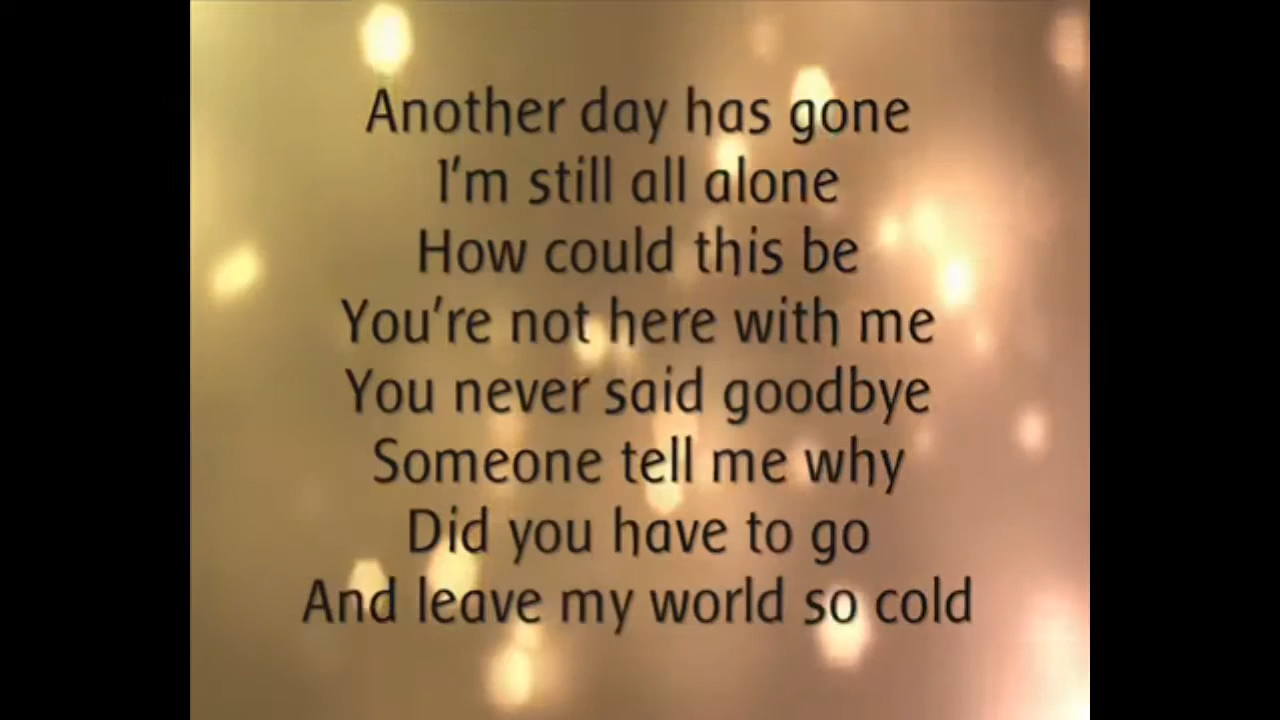 Another day has gone
I'm still all alone
How could this be
You're not here with me
You never said goodbye
Someone tell me why
Did you have to go
And leave my world so cold